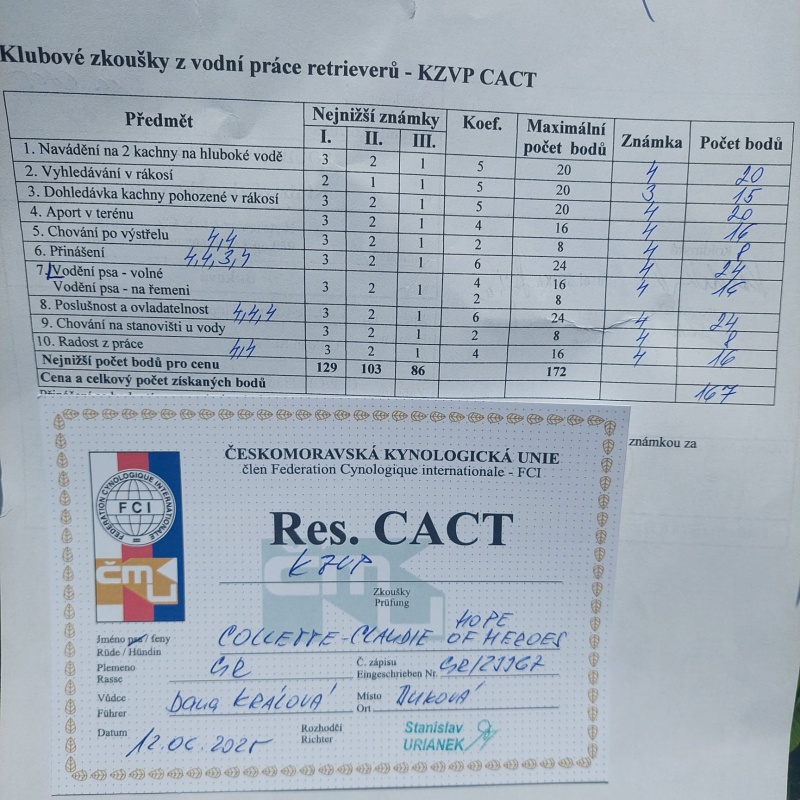 Klubové zkoušky z vodní práce retrieverů - KZVP CACT
Předmět Nejnižší známky Koef. Maximální počet bodů Známka Počet bodů
I. II. III.
1. Navádění na 2 kachny na hluboké vodě 3 2 1 5 20 4 20
2. Vyhledávání v rákosí 2 1 1 5 20 3 15
3. Dohledávka kachny pohozené v rákosí 3 2 1 5 20 4 20
4. Aport v terénu 3 2 1 4 16 4 16
5. Chování po výstřelu 4,4 3 2 1 2 8 4 8
6. Přinášení 4,4,3,4 3 2 1 6 24 4 24
7. Vodění psa - volné 3 2 1 4 16 4 16
Vodění psa - na řemeni 2 8
8. Poslušnost a ovladatelnost 4,4,4 3 2 1 6 24 4 24
9. Chování na stanovišti u vody 3 2 1 2 8 4 8
10. Radost z práce 4,4 3 2 1 4 16 4 16
Nejnižší počet bodů pro cenu 129 103 86 172
Cena a celkový počet získaných bodů 167
známkou za
ČESKOMORAVSKÁ KYNOLOGICKÁ UNIE
člen Federation Cynologique internationale - FCI
FEDERATION CYNOLOGIQUE INTERNATIONALE
FCI
čmku
Res. CACT
KZVP
Zkoušky
Prüfung
HOPE
Jméno psa/ feny COLLETTE-CLAUDIE OF HEROES
Rüde / Hündin
Plemeno GR Č. zápisu GR/
Rasse Eingeschrieben Nr.
Vůdce Dana KRÁLOVÁ Místo
Führer Ort
Datum 12.06.2025 Rozhodčí Stanislav
Richter URIANEK